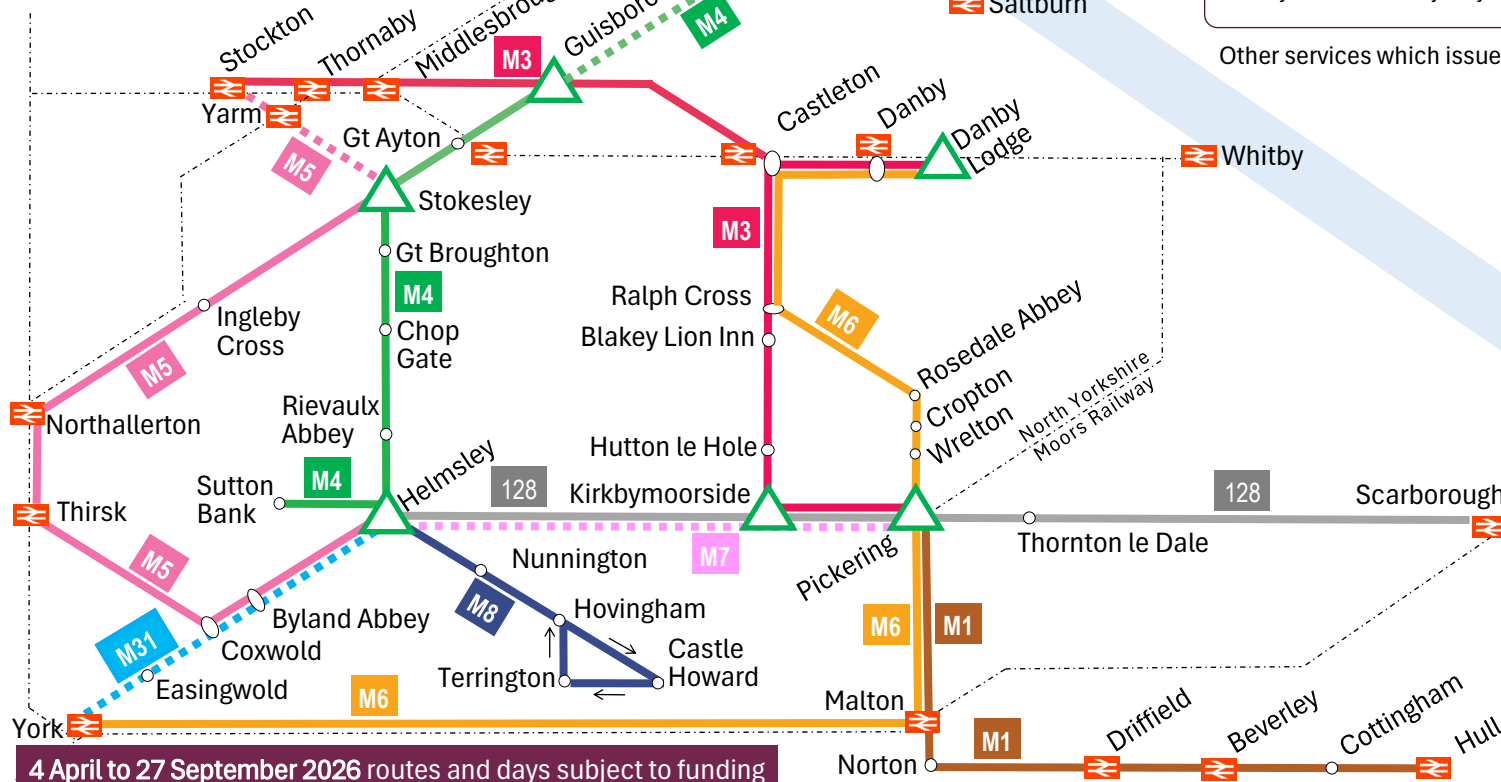 Saltburn
Other services which issue
Stockton
Thornaby
Middlesbroug
Guisboro
M4
M3
Yarm
Gt Ayton
M5
Castleton
Danby
Danby
Lodge
Whitby
Stokesley
M3
Gt Broughton
M4
Ralph Cross
M6
Ingleby
Cross
Chop
Gate
Blakey Lion Inn
M5
Rosedale Abbey
Cropton
Wrelton
North Yorkshire
Moors Railway
Northallerton
Rievaulx
Abbey
Hutton le Hole
Helmsley
Sutton
Bank
M4
128
Kirkbymoorside
128
Scarborough
Thirsk
Thornton le Dale
M5
Nunnington
M7
Pickering
M8
Hovingham
Byland Abbey
M6
M1
M31
Coxwold
Castle
Howard
Terrington
Easingwold
M6
Malton
York
Driffield
Beverley
Cottingham
Hull
M1
Norton
4 April to 27 September 2026 routes and days subject to funding